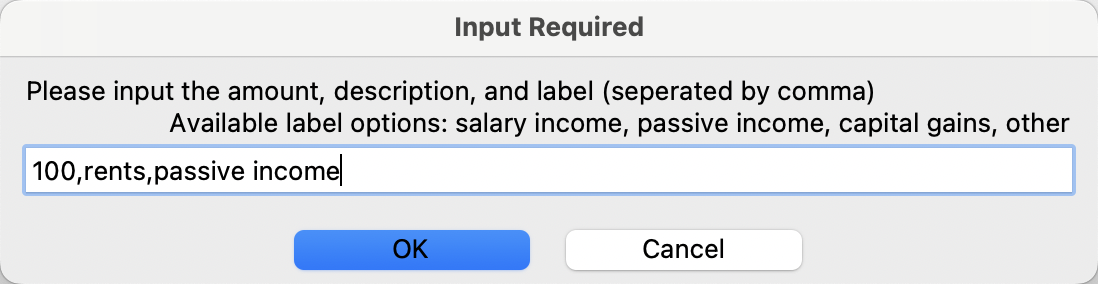 Input Required
Please input the amount, description, and label (seperated by comma)
Available label options: salary income, passive income, capital gains, other
100,rents,passive income
OK
Cancel